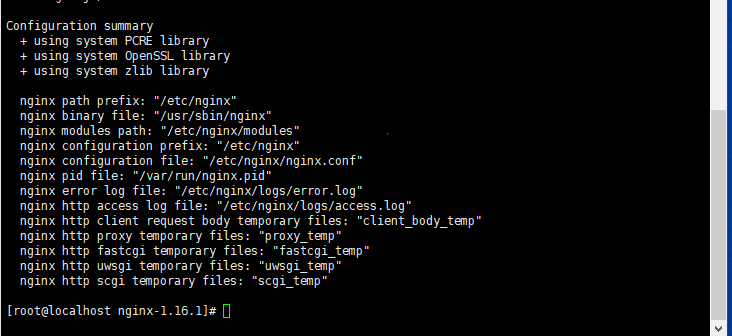 Configuration summary
+ using system PCRE library
+ using system OpenSSL library
+ using system zlib library
nginx path prefix: "/etc/nginx"
nginx binary file: "/usr/sbin/nginx"
nginx modules path: "/etc/nginx/modules"
nginx configuration prefix: "/etc/nginx"
nginx configuration file: "/etc/nginx/nginx.conf"
nginx pid file: "/var/run/nginx.pid"
nginx error log file: "/etc/nginx/logs/error.log"
nginx http access log file: "/etc/nginx/logs/access.log"
nginx http client request body temporary files: "client_body_temp"
nginx http proxy temporary files: "proxy_temp"
nginx http fastcgi temporary files: "fastcgi_temp"
nginx http uwsgi temporary files: "uwsgi_temp"
nginx http scgi temporary files: "scgi_temp"
[root@localhost nginx-1.16.1]#